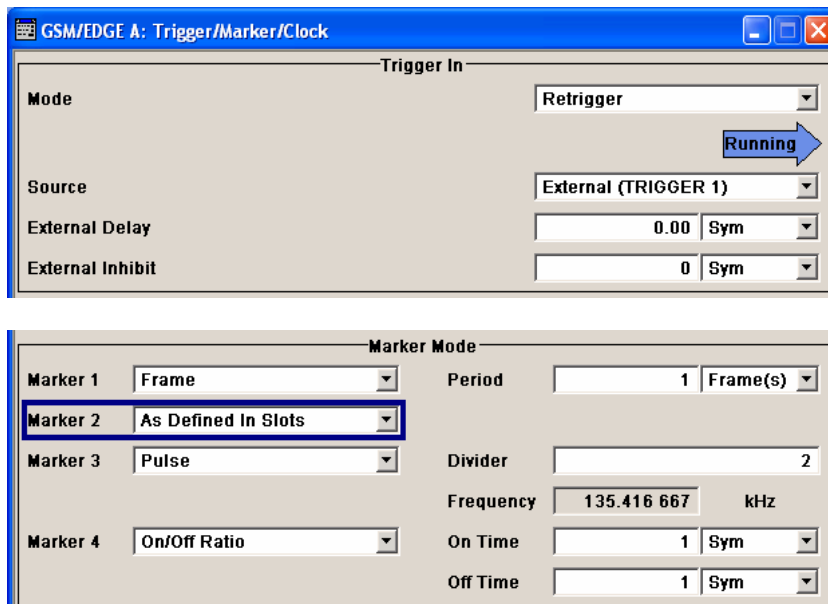 GSM/EDGE A: Trigger/Marker/Clock
Trigger In
Mode Retrigger
Running
Source External (TRIGGER 1)
External Delay 0.00 Sym
External Inhibit 0 Sym
Marker Mode
Marker 1 Frame Period 1 Frame(s)
Marker 2 As Defined In Slots
Marker 3 Pulse Divider 2
Frequency 135.416 667 kHz
Marker 4 On/Off Ratio On Time 1 Sym
Off Time 1 Sym